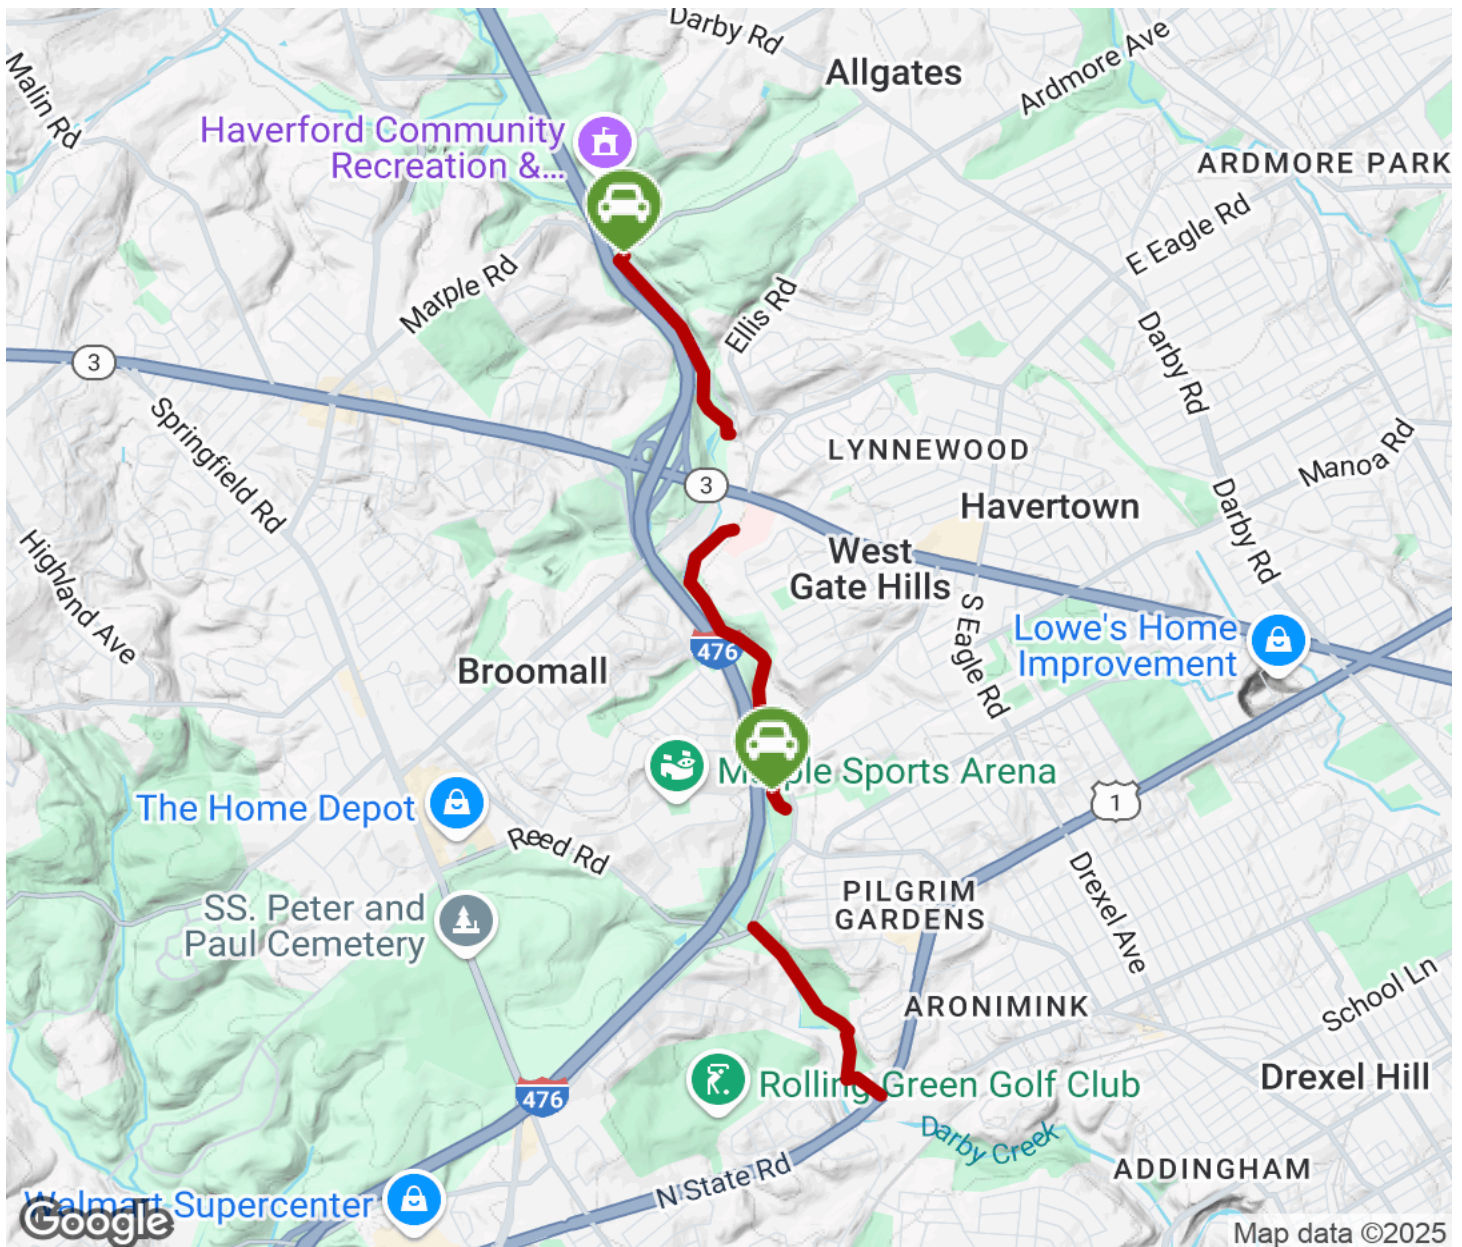 Darby Rd
Malin Rd
Allgates
Ardmore Ave
Haverford Community
Recreation &...
ARDMORE PARK
E Eagle Rd
Marple Rd
Ellis Rd
3
Darby Rd
Springfield Rd
LYNNEWOOD
Manoa Rd
3
Havertown
Darby Rd
Highland Ave
West
Gate Hills
S Eagle Rd
Lowe's Home
Improvement
476
Broomall
Marple Sports Arena
The Home Depot
1
Reed Rd
Drexel Ave
PILGRIM
GARDENS
SS. Peter and
Paul Cemetery
School Ln
ARONIMINK
Rolling Green Golf Club
Drexel Hill
476
Darby Creek
N State Rd
ADDINGHAM
Walmart Supercenter
Google
Map data ©2025